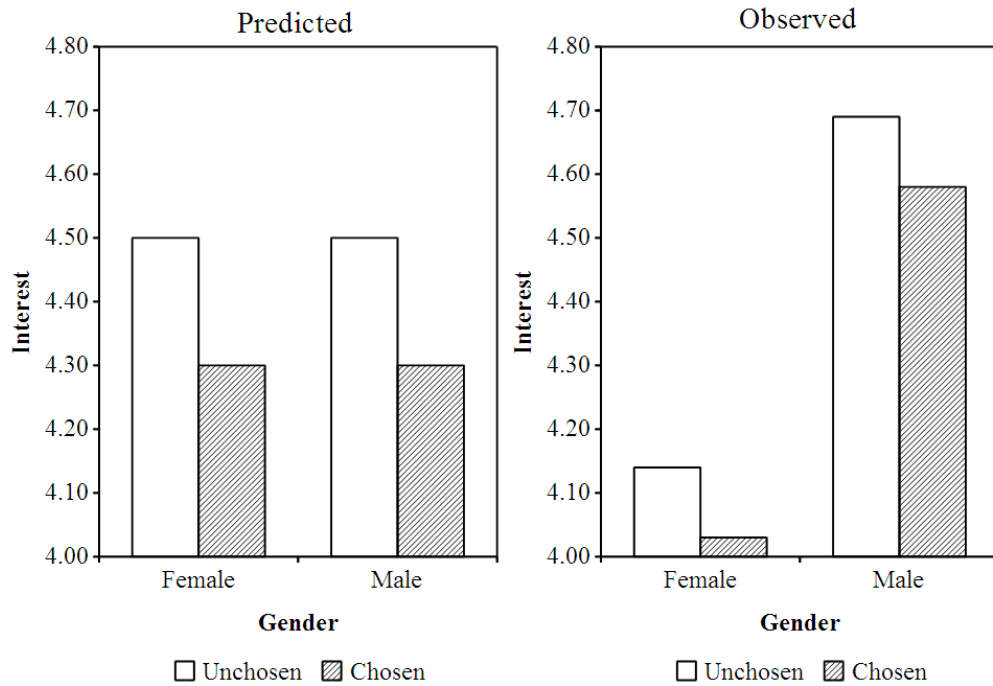 Predicted
4.80
4.70
4.60
4.50
4.40
4.30
4.20
4.10
4.00
Interest
Female Male
Gender
Unchosen Chosen
Observed
4.80
4.70
4.60
4.50
4.40
4.30
4.20
4.10
4.00
Interest
Female Male
Gender
Unchosen Chosen